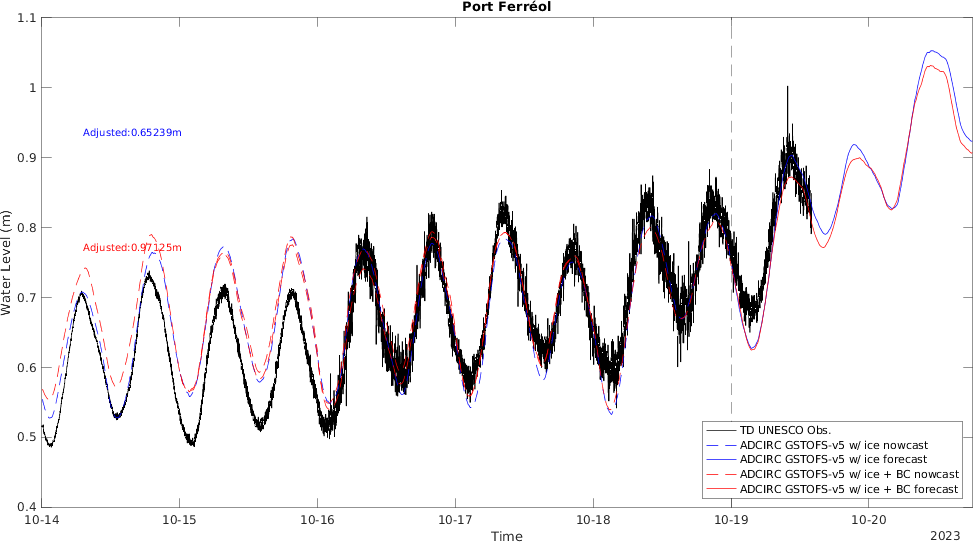 Port Ferréol
1.1
1
0.9
0.8
0.7
0.6
0.5
0.4
Water Level (m)
Adjusted:0.65239m
Adjusted:0.97125m
TD UNESCO Obs.
ADCIRC GSTOFS-v5 w/ ice nowcast
ADCIRC GSTOFS-v5 w/ ice forecast
ADCIRC GSTOFS-v5 w/ ice + BC nowcast
ADCIRC GSTOFS-v5 w/ ice + BC forecast
10-14 10-15 10-16 10-17 10-18 10-19 10-20
Time
2023